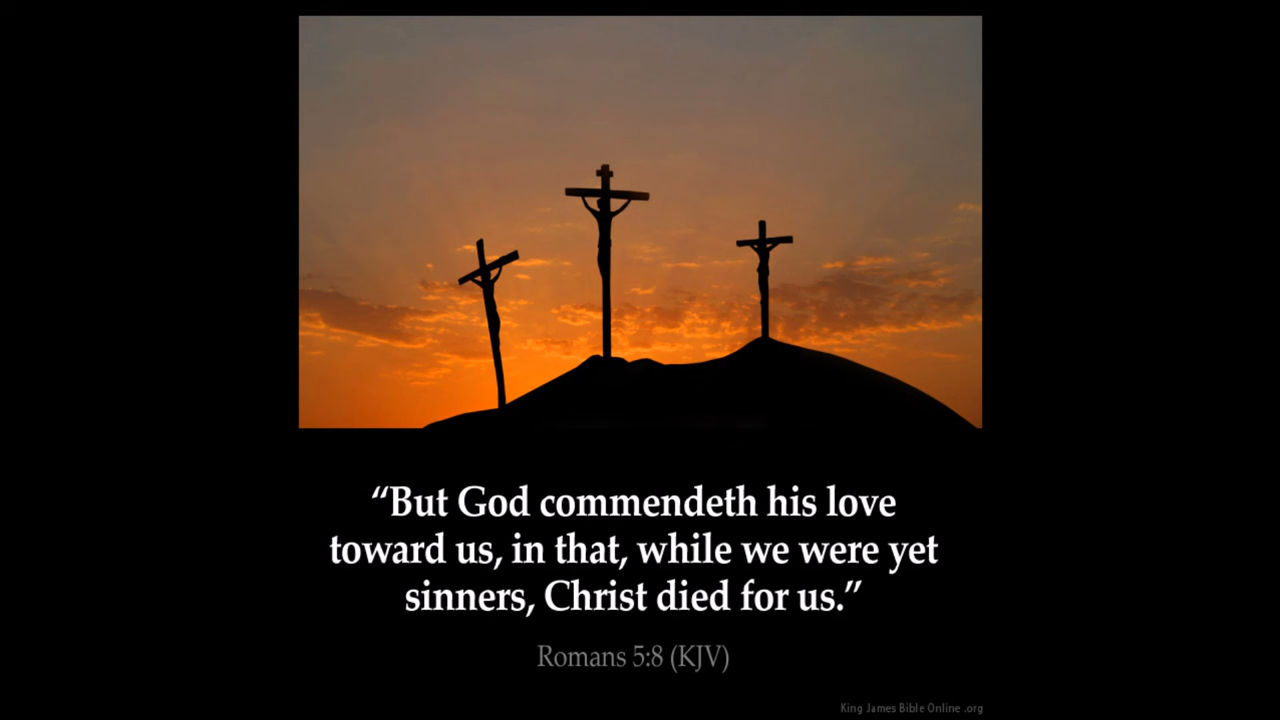 “But God commendeth his love
toward us, in that, while we were yet
sinners, Christ died for us.”
Romans 5:8 (KJV)
King James Bible Online .org